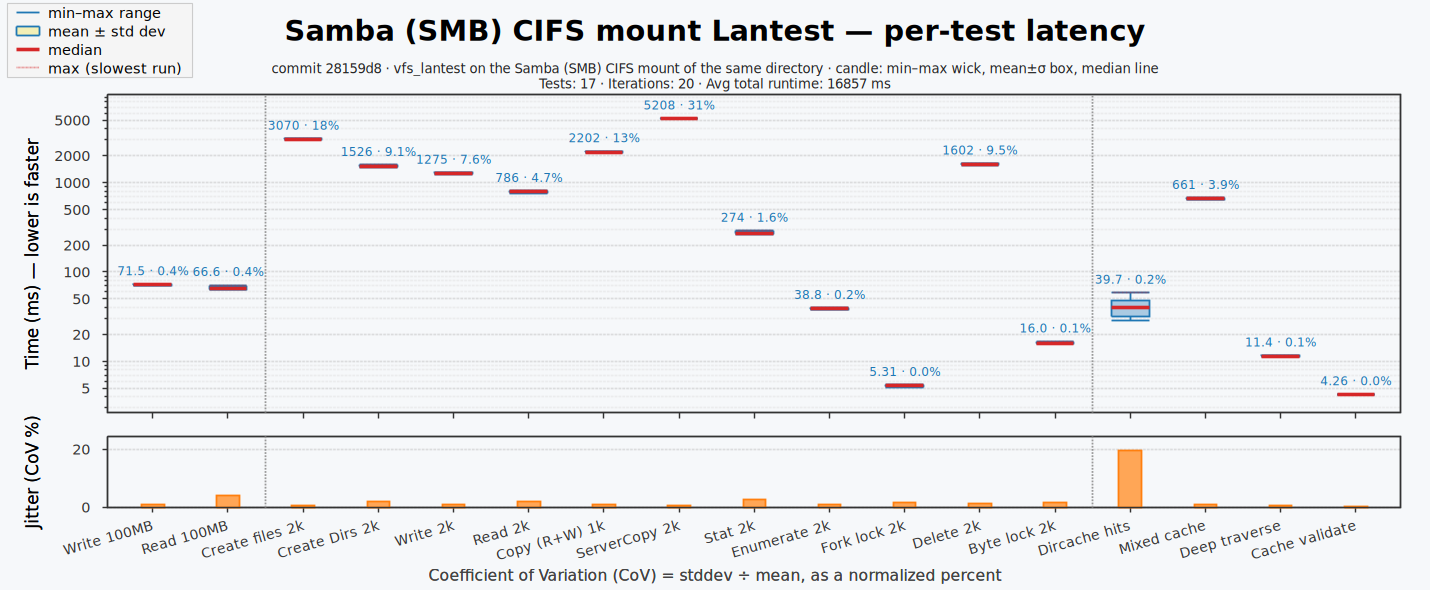 min–max range
mean ± std dev
median
max (slowest run)
Samba (SMB) CIFS mount Lantest — per-test latency
commit 28159d8 · vfs_lantest on the Samba (SMB) CIFS mount of the same directory · candle: min–max wick, mean±σ box, median line
Tests: 17 · Iterations: 20 · Avg total runtime: 16857 ms
Time (ms) — lower is faster
5000
2000
1000
500
200
100
50
20
10
5
71.5 · 0.4%
66.6 · 0.4%
3070 · 18%
1526 · 9.1%
1275 · 7.6%
786 · 4.7%
2202 · 13%
5208 · 31%
274 · 1.6%
38.8 · 0.2%
5.31 · 0.0%
1602 · 9.5%
16.0 · 0.1%
39.7 · 0.2%
661 · 3.9%
11.4 · 0.1%
4.26 · 0.0%
Jitter (CoV %)
20
0
Write 100MB
Read 100MB
Create files 2k
Create Dirs 2k
Write 2k
Read 2k
Copy (R+W) 1k
ServerCopy 2k
Stat 2k
Enumerate 2k
Fork lock 2k
Delete 2k
Byte lock 2k
Dircache hits
Mixed cache
Deep traverse
Cache validate
Coefficient of Variation (CoV) = stddev ÷ mean, as a normalized percent